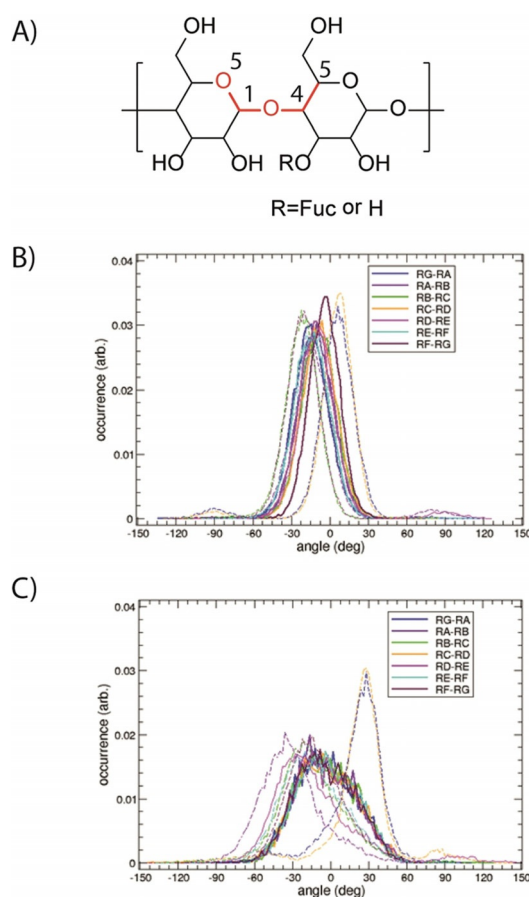 A)
OH
OH
O 5
5
O
1
O
4
O
HO
OH
RO
OH
R=Fuc or H
B)
0.04
0.03
0.02
0.01
0
occurrence (arb.)
RG-RA
RA-RB
RB-RC
RC-RD
RD-RE
RE-RF
RF-RG
-150 -120 -90 -60 -30 0 30 60 90 120 150
angle (deg)
C)
0.04
0.03
0.02
0.01
0
occurrence (arb.)
RG-RA
RA-RB
RB-RC
RC-RD
RD-RE
RE-RF
RF-RG
-150 -120 -90 -60 -30 0 30 60 90 120 150
angle (deg)